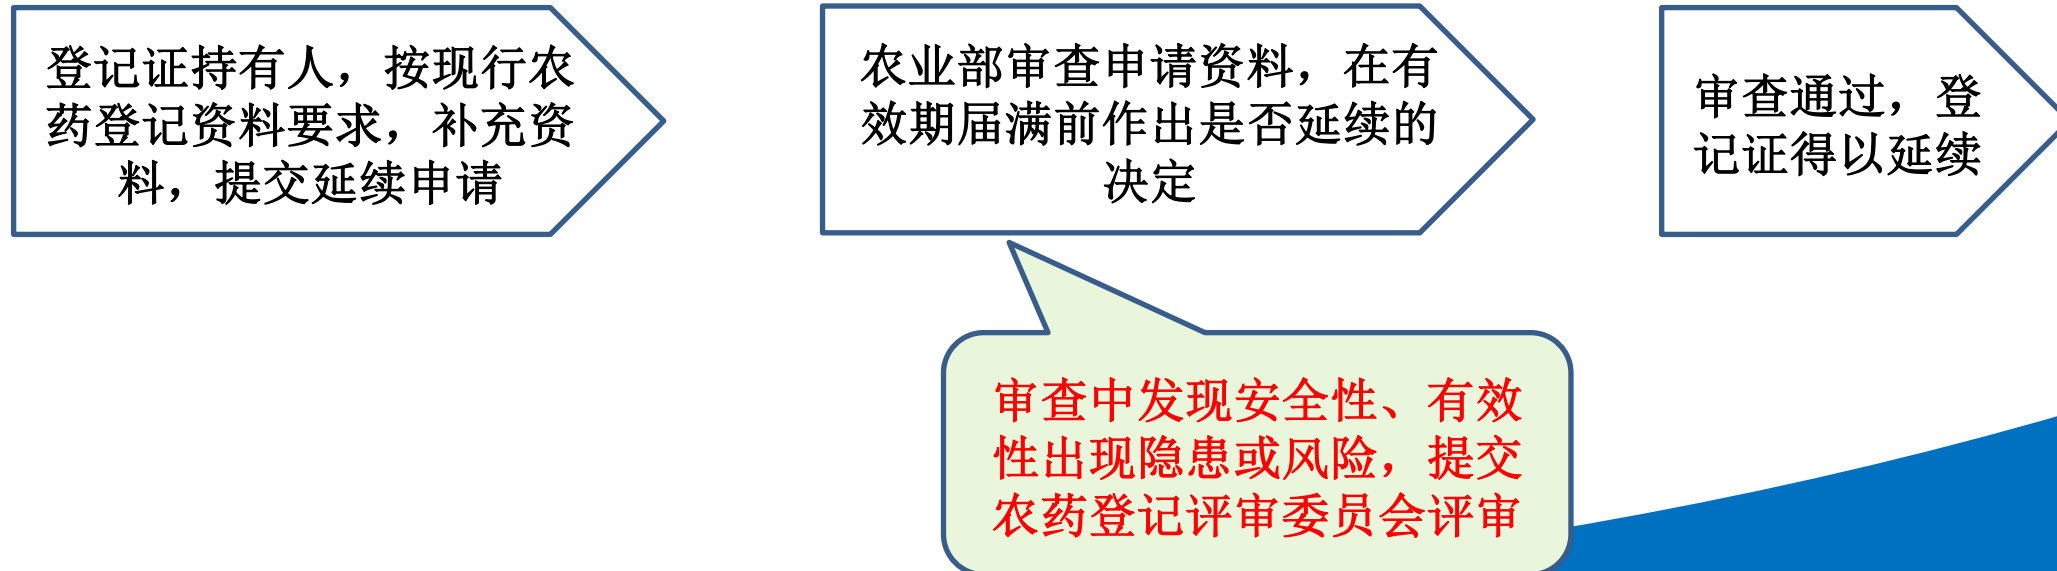 登记证持有人，按现行农
药登记资料要求，补充资
料，提交延续申请
农业部审查申请资料，在有
效期届满前作出是否延续的
决定
审查通过，登
记证得以延续
审查中发现安全性、有效
性出现隐患或风险，提交
农药登记评审委员会评审